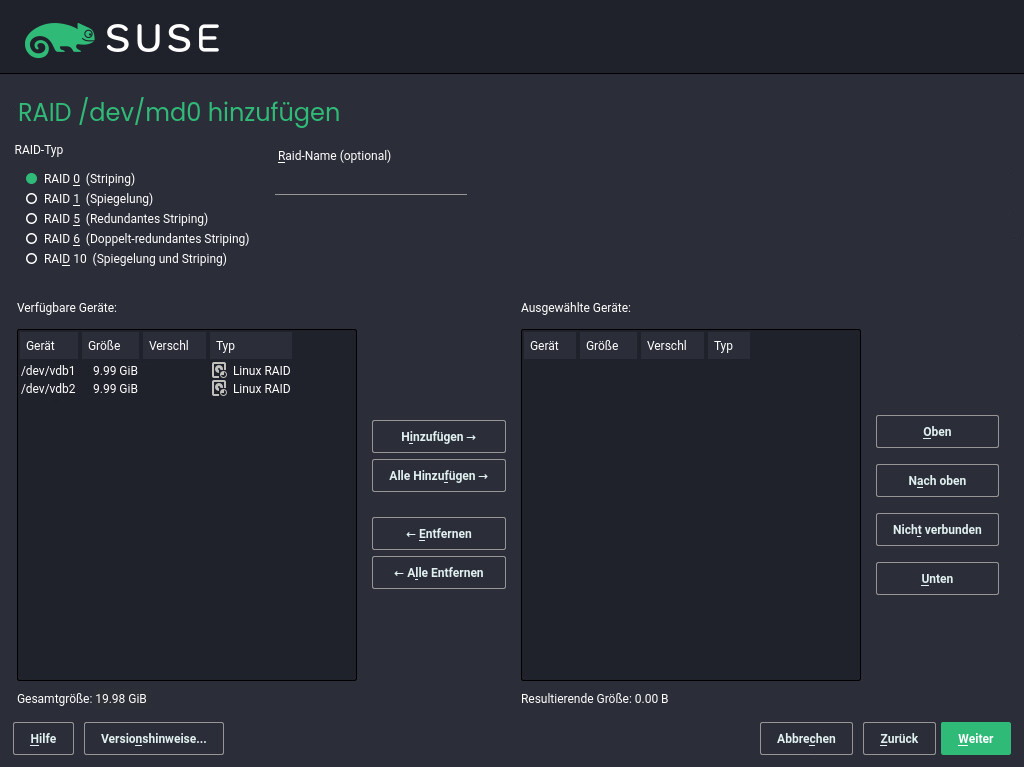 SUSE
RAID /dev/md0 hinzufügen
RAID-Typ
Raid-Name (optional)
RAID 0 (Striping)
RAID 1 (Spiegelung)
RAID 5 (Redundantes Striping)
RAID 6 (Doppelt-redundantes Striping)
RAID 10 (Spiegelung und Striping)
Verfügbare Geräte:
Gerät Größe Verschl Typ
/dev/vdb1 9.99 GiB Linux RAID
/dev/vdb2 9.99 GiB Linux RAID
Gesamtgröße: 19.98 GiB
Hinzufügen →
Alle Hinzufügen →
← Entfernen
← Alle Entfernen
Ausgewählte Geräte:
Gerät Größe Verschl Typ
Resultierende Größe: 0.00 B
Oben
Nach oben
Nicht verbunden
Unten
Hilfe Versionshinweise... Abbrechen Zurück Weiter